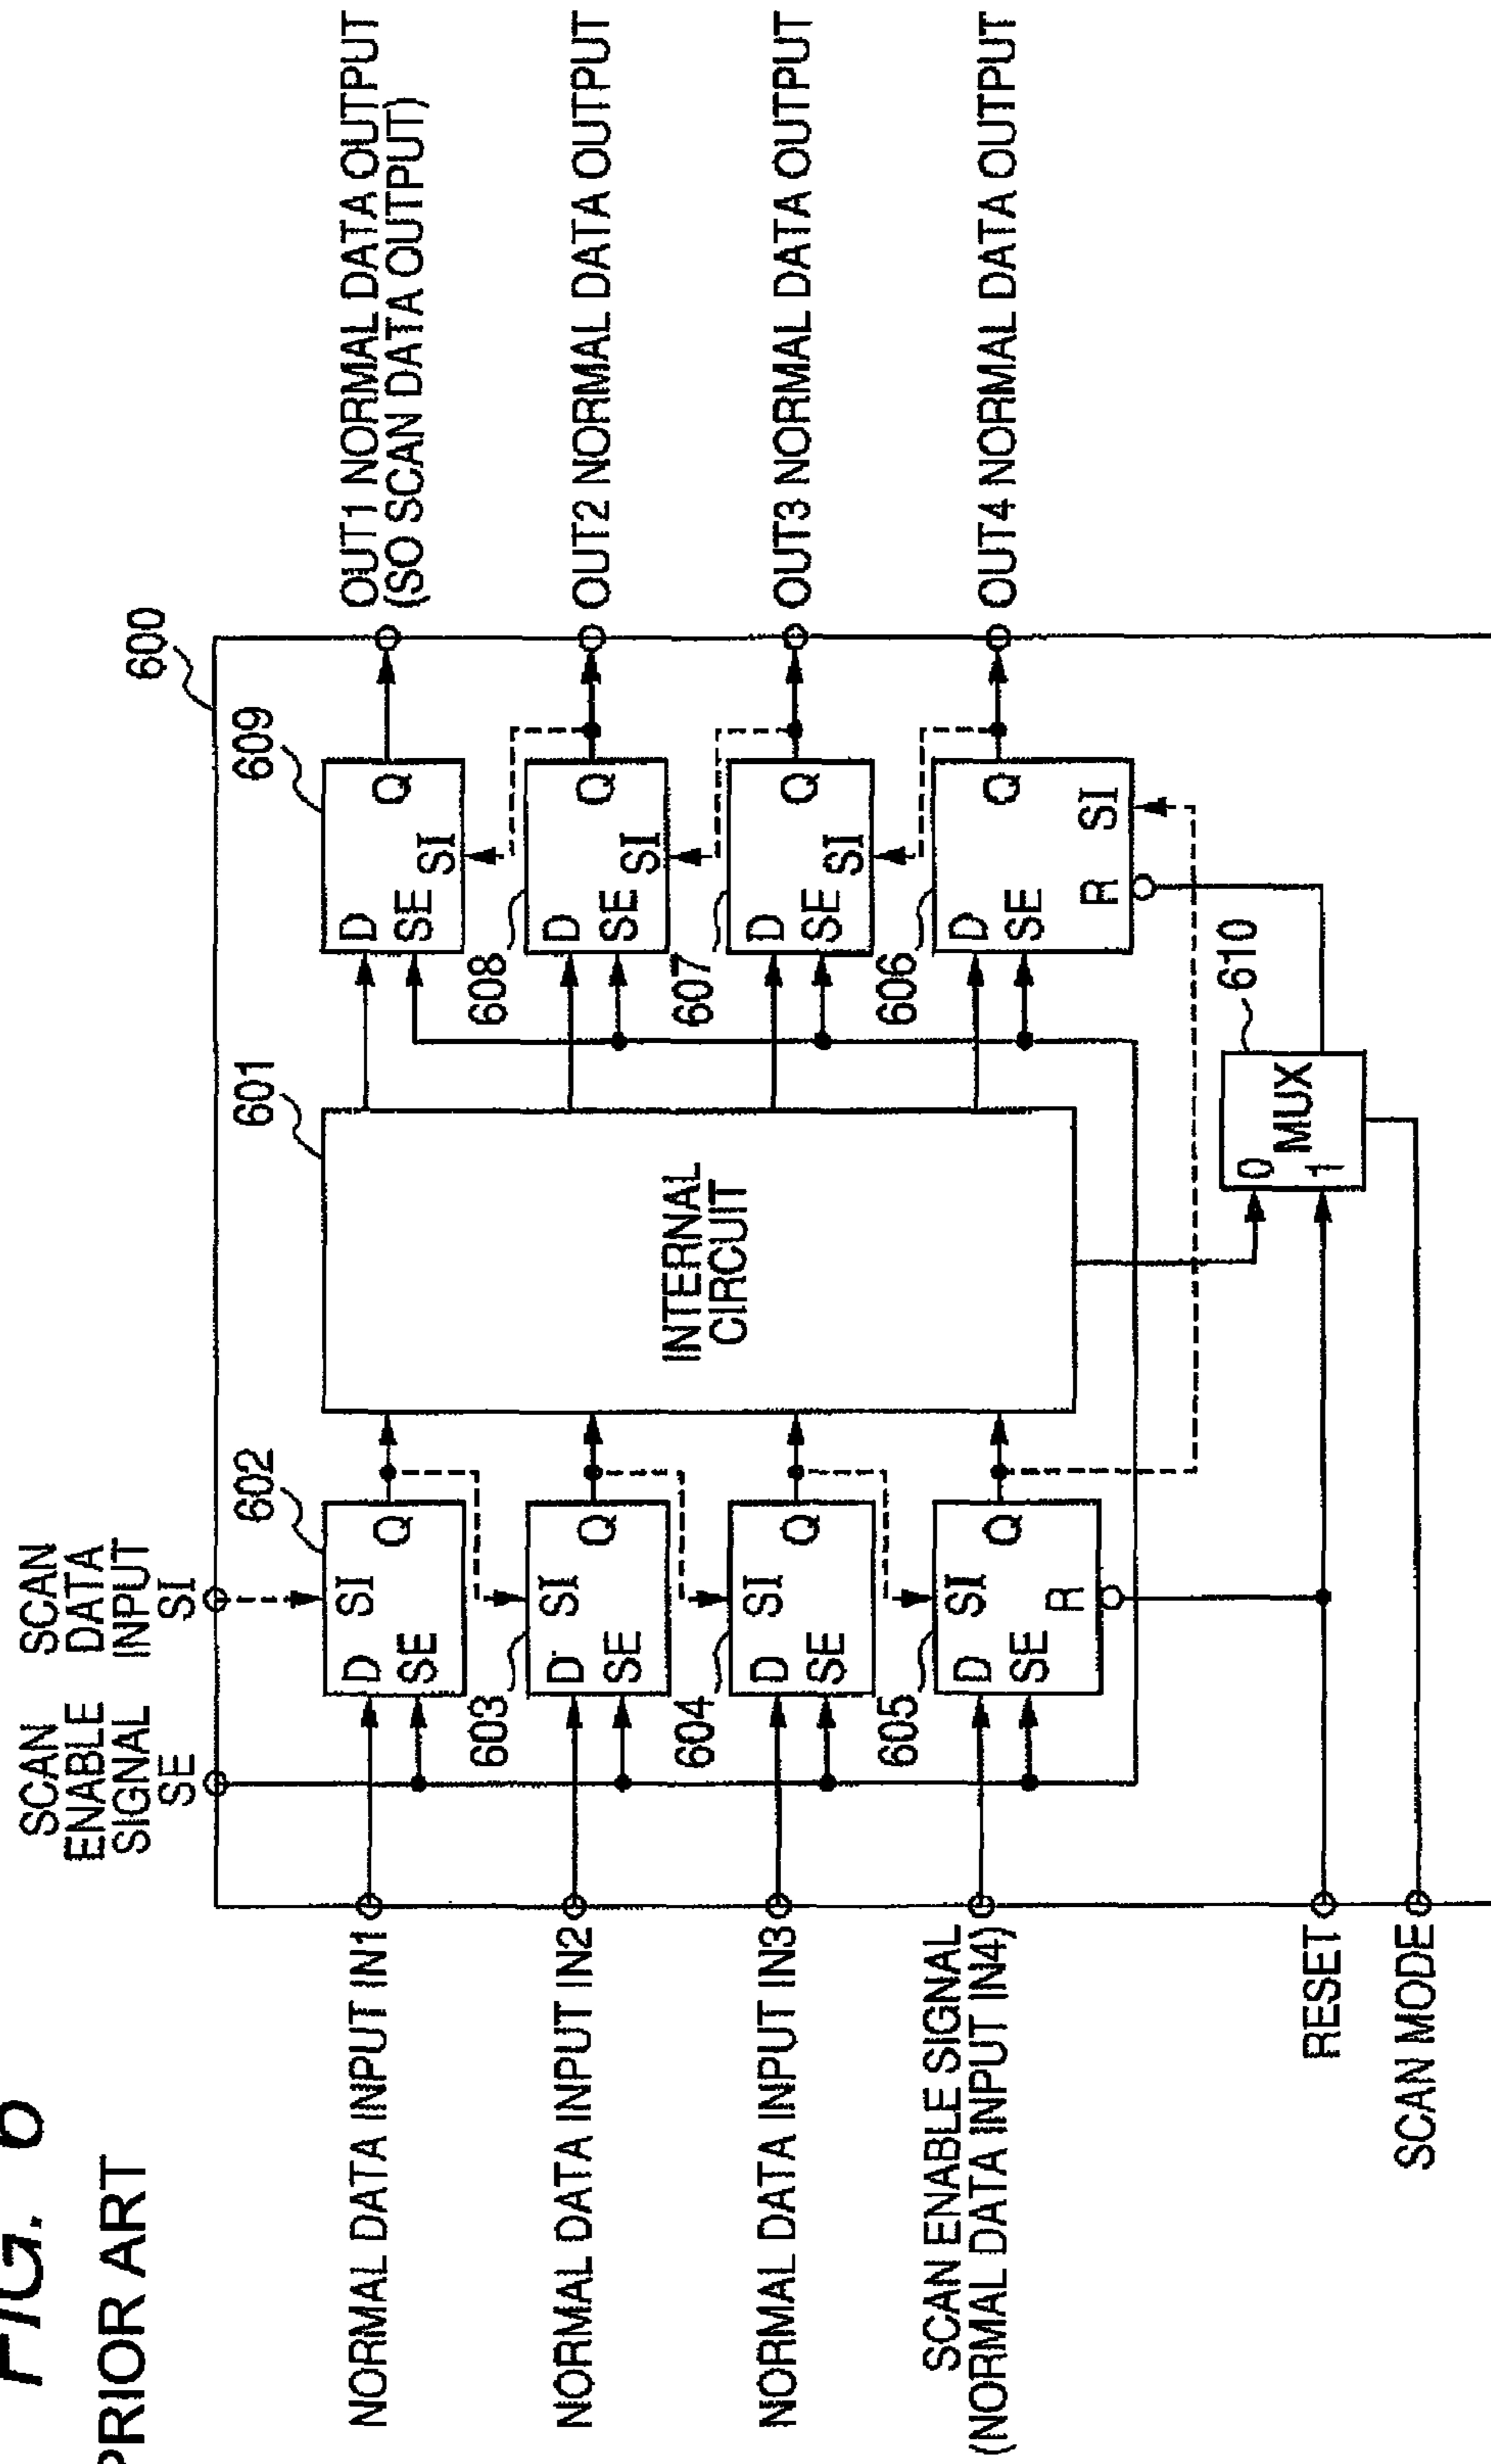 FIG. 6
PRIOR ART
SCAN
ENABLE
SIGNAL
SE
SCAN
DATA
INPUT
SI
600
NORMAL DATA INPUT IN1
NORMAL DATA INPUT IN2
NORMAL DATA INPUT IN3
SCAN ENABLE SIGNAL
(NORMAL DATA INPUT IN4)
RESET
SCAN MODE
602
D
SI
Q
SE
603
D
SI
Q
SE
604
D
SI
Q
SE
605
D
SI
Q
SE
R
601
INTERNAL
CIRCUIT
609
D
Q
SE
SI
608
D
Q
SE
SI
607
D
Q
SE
SI
606
D
Q
SE
R
SI
610
0
MUX
1
OUT1 NORMAL DATA OUTPUT
(SO SCAN DATA OUTPUT)
OUT2 NORMAL DATA OUTPUT
OUT3 NORMAL DATA OUTPUT
OUT4 NORMAL DATA OUTPUT